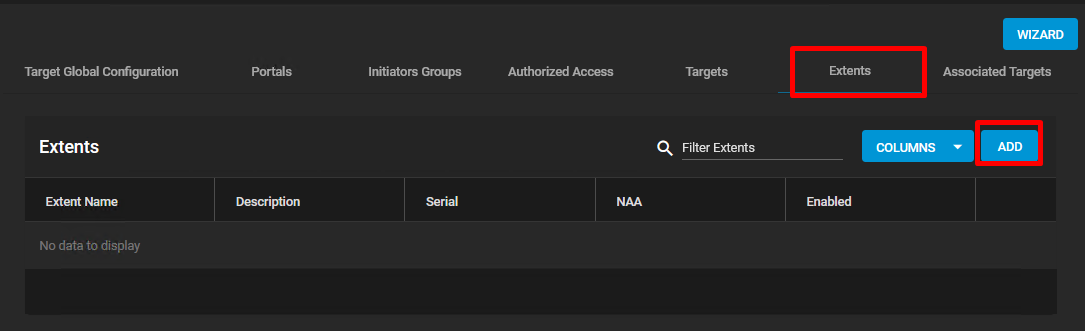 WIZARD
Target Global Configuration Portals Initiators Groups Authorized Access Targets Extents Associated Targets
Extents Filter Extents COLUMNS ADD
Extent Name Description Serial NAA Enabled
No data to display